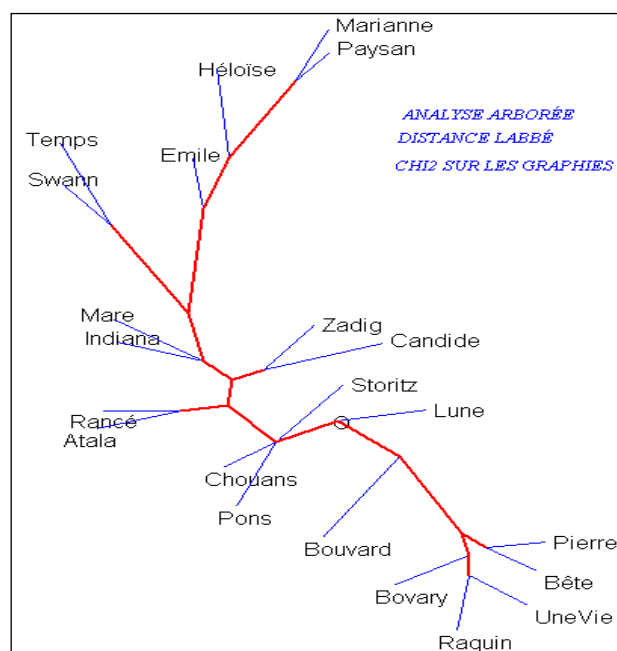 Marianne
Paysan
Héloïse
ANALYSE ARBORÉE
DISTANCE LABBÉ
CHI2 SUR LES GRAPHIES
Temps
Emile
Swann
Mare
Indiana
Zadig
Candide
Storitz
Lune
Rancé
Atala
Chouans
Pons
Bouvard
Pierre
Bête
Bovary
UneVie
Raquin